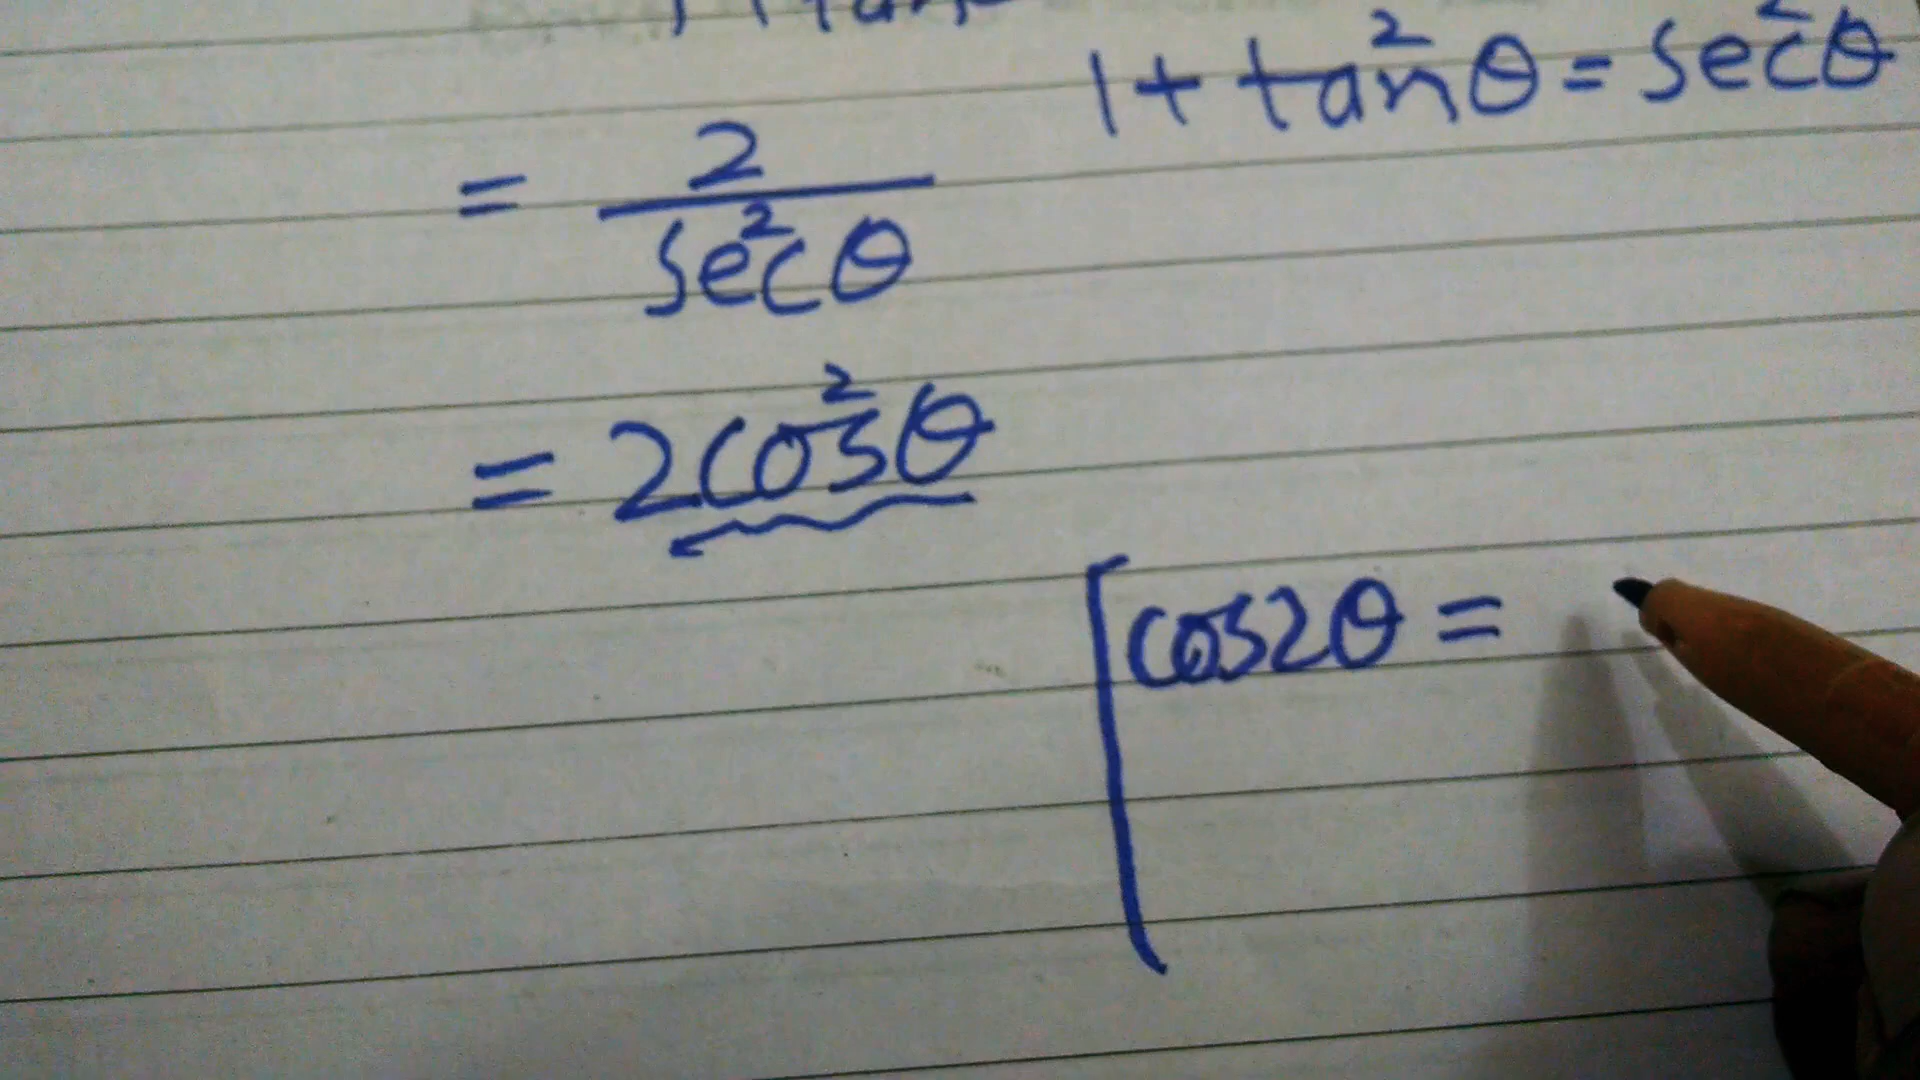 1 + tan²θ = sec²θ
= 2 / sec²θ
= 2cos²θ
[cos2θ =